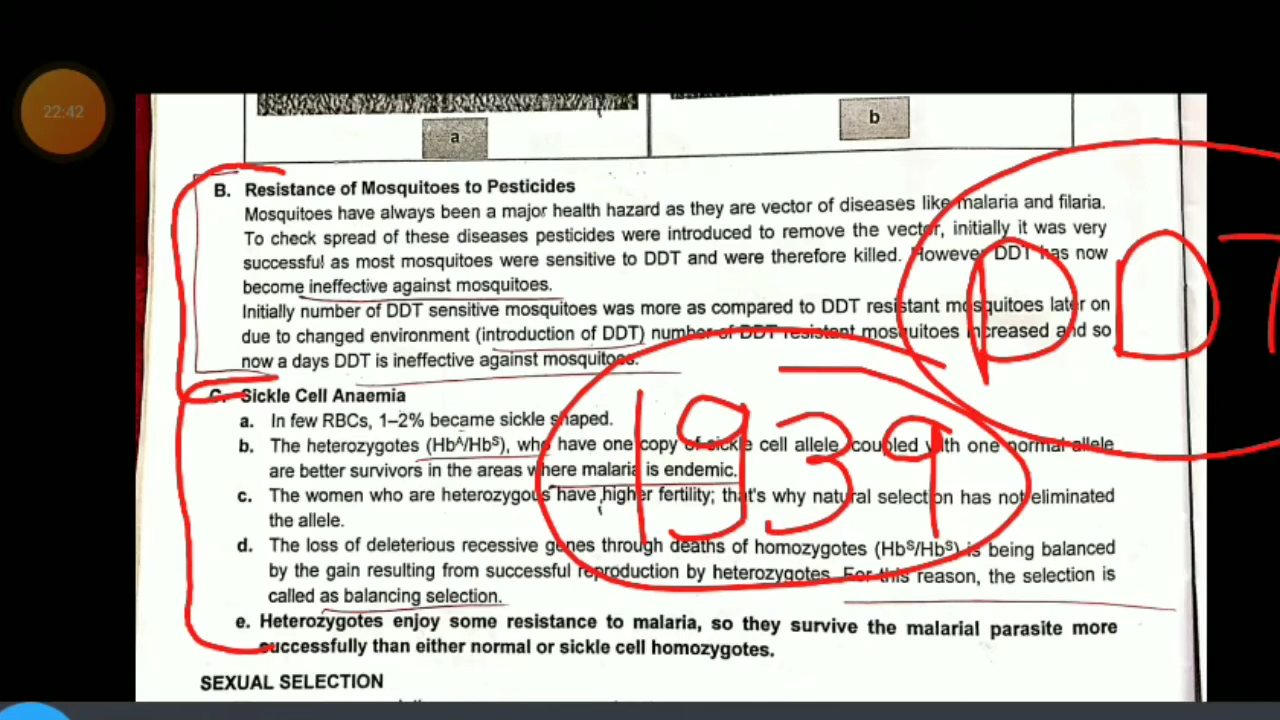 22:42
a
b
B. Resistance of Mosquitoes to Pesticides
Mosquitoes have always been a major health hazard as they are vector of diseases like malaria and filaria.
To check spread of these diseases pesticides were introduced to remove the vector, initially it was very
successful as most mosquitoes were sensitive to DDT and were therefore killed. However DDT has now
become ineffective against mosquitoes.
Initially number of DDT sensitive mosquitoes was more as compared to DDT resistant mosquitoes later on
due to changed environment (introduction of DDT) number of DDT resistant mosquitoes increased and so
now a days DDT is ineffective against mosquitoes.
DDT
C. Sickle Cell Anaemia
a. In few RBCs, 1–2% became sickle shaped.
b. The heterozygotes (Hbᴬ/Hbˢ), who have one copy of sickle cell allele coupled with one normal allele
are better survivors in the areas where malaria is endemic.
1939
c. The women who are heterozygous have higher fertility; that's why natural selection has not eliminated
the allele.
d. The loss of deleterious recessive genes through deaths of homozygotes (Hbˢ/Hbˢ) is being balanced
by the gain resulting from successful reproduction by heterozygotes. For this reason, the selection is
called as balancing selection.
e. Heterozygotes enjoy some resistance to malaria, so they survive the malarial parasite more
successfully than either normal or sickle cell homozygotes.
SEXUAL SELECTION